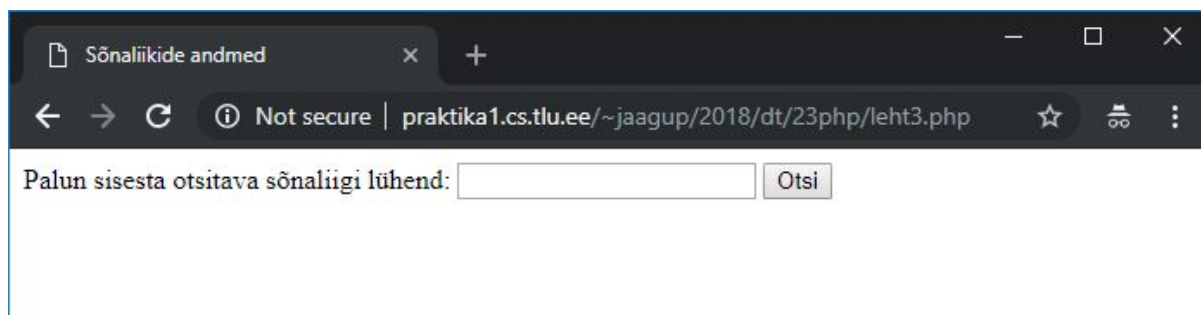 Sõnaliikide andmed
Not secure | praktika1.cs.tlu.ee/~jaagup/2018/dt/23php/leht3.php
Palun sisesta otsitava sõnaliigi lühend: Otsi